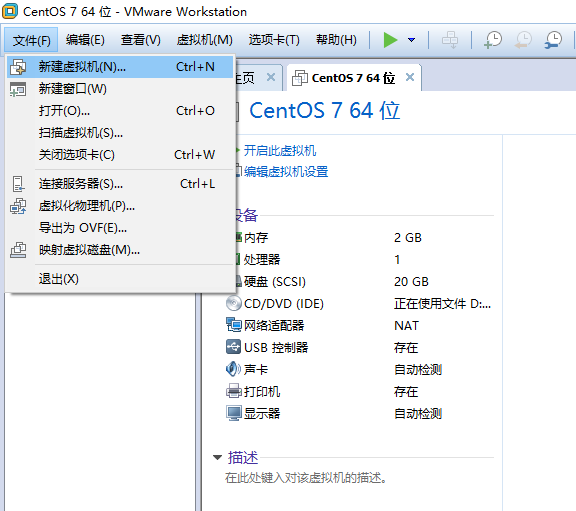 CentOS 7 64 位 - VMware Workstation
文件(F) 编辑(E) 查看(V) 虚拟机(M) 选项卡(T) 帮助(H)
新建虚拟机(N)... Ctrl+N
新建窗口(W)
打开(O)... Ctrl+O
扫描虚拟机(S)...
关闭选项卡(C) Ctrl+W
连接服务器(S)... Ctrl+L
虚拟化物理机(P)...
导出为 OVF(E)...
映射虚拟磁盘(M)...
退出(X)
主页 CentOS 7 64 位
CentOS 7 64 位
开启此虚拟机
编辑虚拟机设置
设备
内存 2 GB
处理器 1
硬盘 (SCSI) 20 GB
CD/DVD (IDE) 正在使用文件 D:...
网络适配器 NAT
USB 控制器 存在
声卡 自动检测
打印机 存在
显示器 自动检测
描述
在此处键入对该虚拟机的描述。